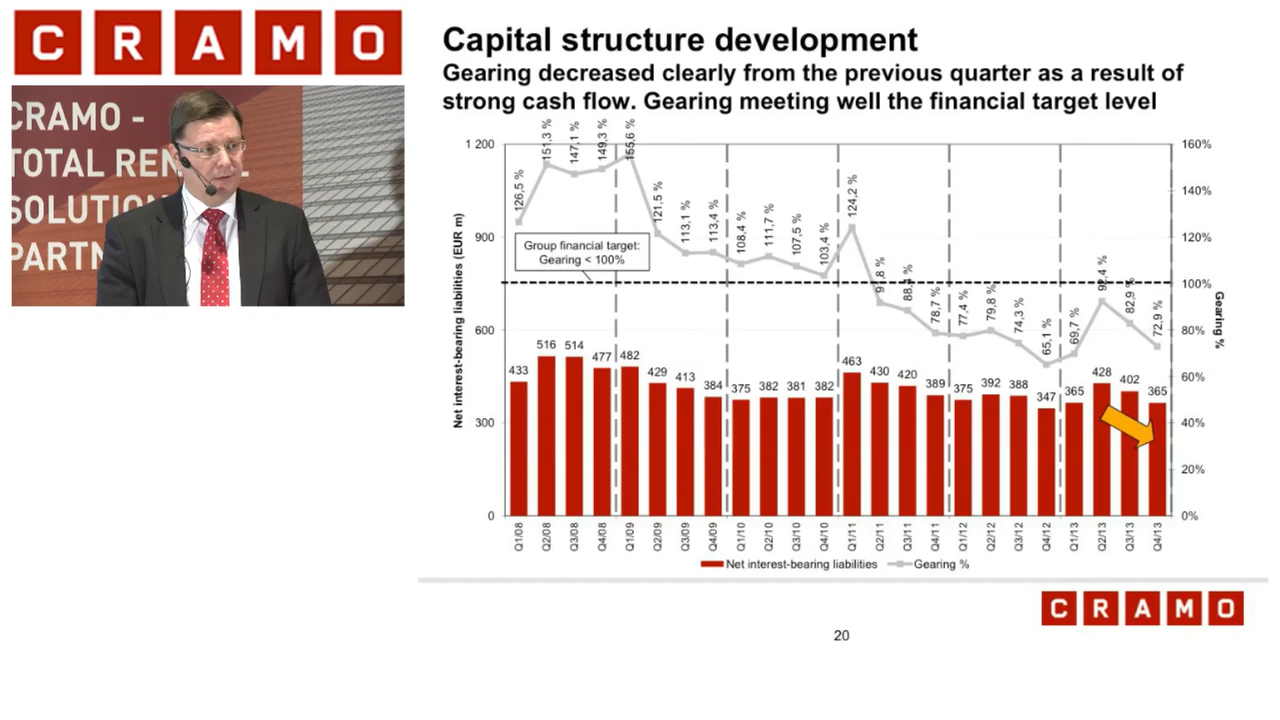 CRAMO
CRAMO -
TOTAL REN
SOLUTION
PARTN
Capital structure development
Gearing decreased clearly from the previous quarter as a result of
strong cash flow. Gearing meeting well the financial target level
Net interest-bearing liabilities (EUR m)
1 200
900
600
300
0
126,5 %
151,3 %
147,1 %
149,3 %
155,6 %
121,5 %
113,1 %
113,4 %
108,4 %
111,7 %
107,5 %
103,4 %
124,2 %
78,7 %
77,4 %
79,8 %
74,3 %
65,1 %
69,7 %
82,9 %
72,9 %
Group financial target:
Gearing < 100%
433
516
514
477
482
429
413
384
375
382
381
382
463
430
420
389
375
392
388
347
365
428
402
365
160%
140%
120%
100%
80%
60%
40%
20%
0%
Gearing %
Q1/08
Q2/08
Q3/08
Q4/08
Q1/09
Q2/09
Q3/09
Q4/09
Q1/10
Q2/10
Q3/10
Q4/10
Q1/11
Q2/11
Q3/11
Q4/11
Q1/12
Q2/12
Q3/12
Q4/12
Q1/13
Q2/13
Q3/13
Q4/13
Net interest-bearing liabilities
Gearing %
CRAMO
20